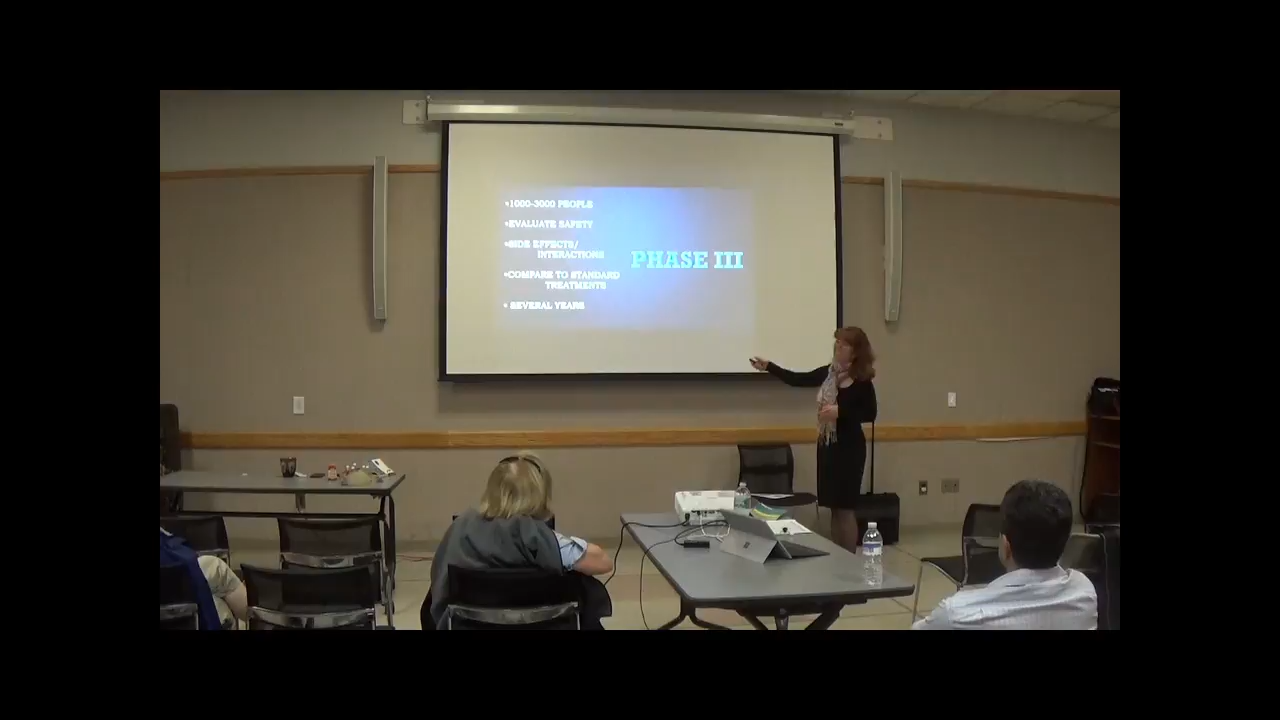 •1000-3000 PEOPLE
•EVALUATE SAFETY
•SIDE EFFECTS/
INTERACTIONS
•COMPARE TO STANDARD
TREATMENTS
• SEVERAL YEARS
PHASE III